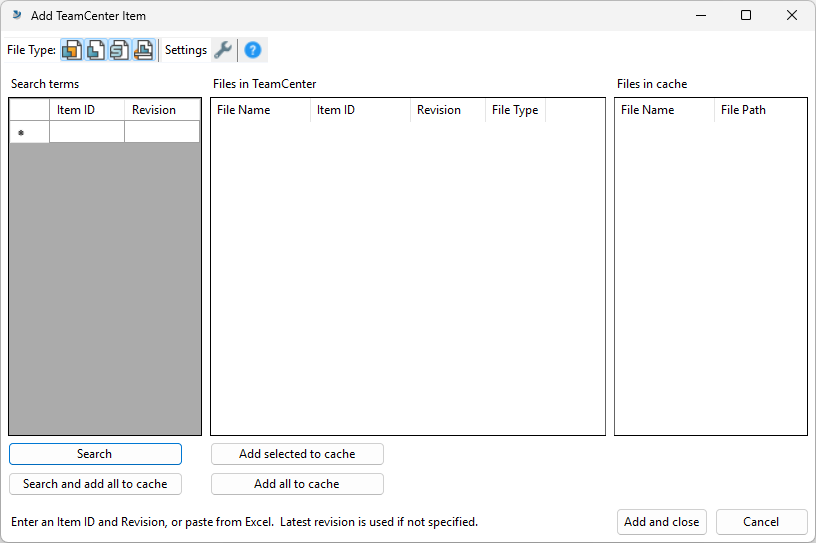 Add TeamCenter Item
File Type: Settings
Search terms Files in TeamCenter Files in cache
Item ID Revision File Name Item ID Revision File Type File Name File Path
Search Add selected to cache
Search and add all to cache Add all to cache
Enter an Item ID and Revision, or paste from Excel. Latest revision is used if not specified. Add and close Cancel